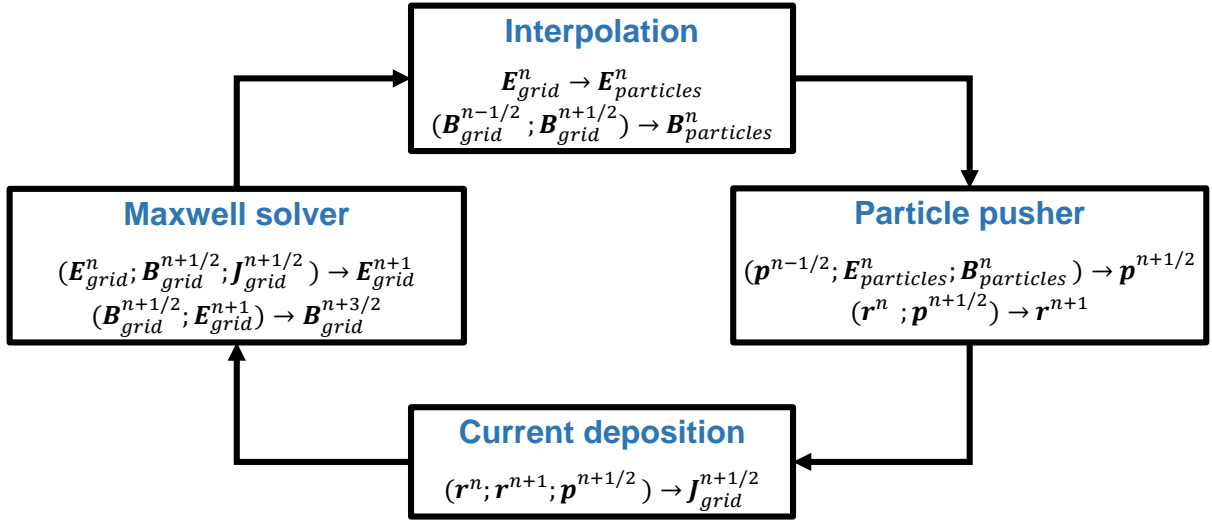 Interpolation
E^n_grid → E^n_particles
(B^{n-1/2}_grid ; B^{n+1/2}_grid) → B^n_particles
Maxwell solver
(E^n_grid; B^{n+1/2}_grid; J^{n+1/2}_grid) → E^{n+1}_grid
(B^{n+1/2}_grid; E^{n+1}_grid) → B^{n+3/2}_grid
Particle pusher
(p^{n-1/2}; E^n_particles; B^n_particles) → p^{n+1/2}
(r^n ; p^{n+1/2}) → r^{n+1}
Current deposition
(r^n; r^{n+1}; p^{n+1/2}) → J^{n+1/2}_grid